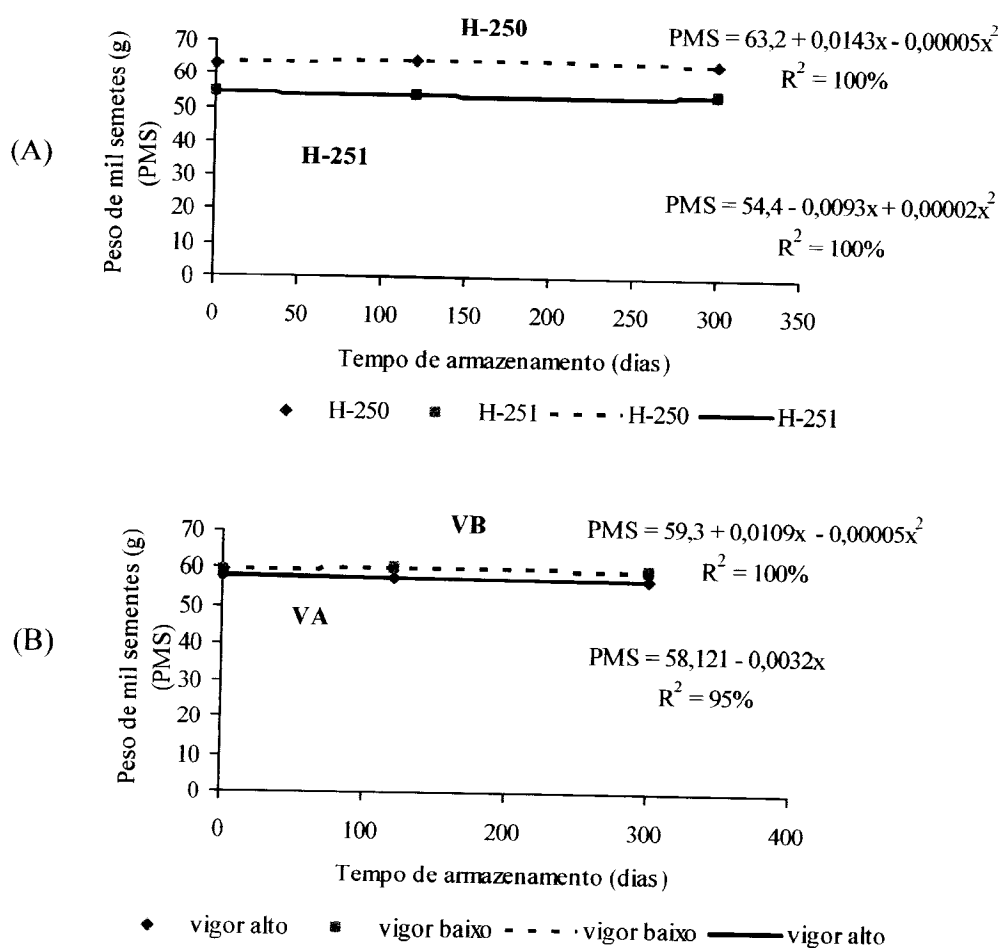 H-250
PMS = 63,2 + 0,0143x - 0,00005x²
R² = 100%
(A)
Peso de mil semetes (g)
(PMS)
70
60
50
40
30
20
10
0
H-251
PMS = 54,4 - 0,0093x + 0,00002x²
R² = 100%
0 50 100 150 200 250 300 350
Tempo de armazenamento (dias)
H-250 H-251 H-250 H-251
VB
PMS = 59,3 + 0,0109x - 0,00005x²
R² = 100%
(B)
Peso de mil sementes (g)
(PMS)
70
60
50
40
30
20
10
0
VA
PMS = 58,121 - 0,0032x
R² = 95%
0 100 200 300 400
Tempo de armazenamento (dias)
vigor alto vigor baixo vigor baixo vigor alto